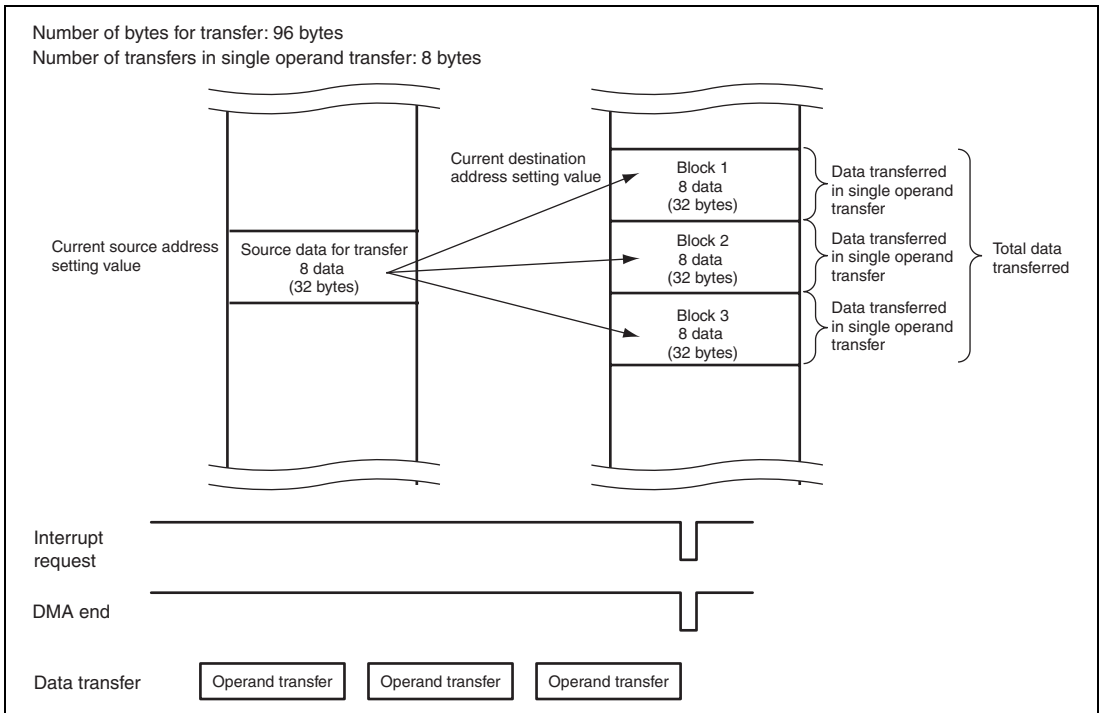 Number of bytes for transfer: 96 bytes
Number of transfers in single operand transfer: 8 bytes
Current source address
setting value
Source data for transfer
8 data
(32 bytes)
Current destination
address setting value
Block 1
8 data
(32 bytes)
Block 2
8 data
(32 bytes)
Block 3
8 data
(32 bytes)
Data transferred
in single operand
transfer
Data transferred
in single operand
transfer
Data transferred
in single operand
transfer
Total data
transferred
Interrupt
request
DMA end
Data transfer
Operand transfer
Operand transfer
Operand transfer